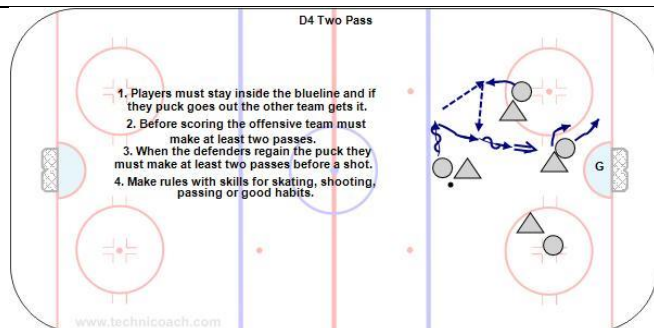 D4 Two Pass
1. Players must stay inside the blueline and if
they puck goes out the other team gets it.
2. Before scoring the offensive team must
make at least two passes.
3. When the defenders regain the puck they
must make at least two passes before a shot.
4. Make rules with skills for skating, shooting,
passing or good habits.
G
www.technicoach.com